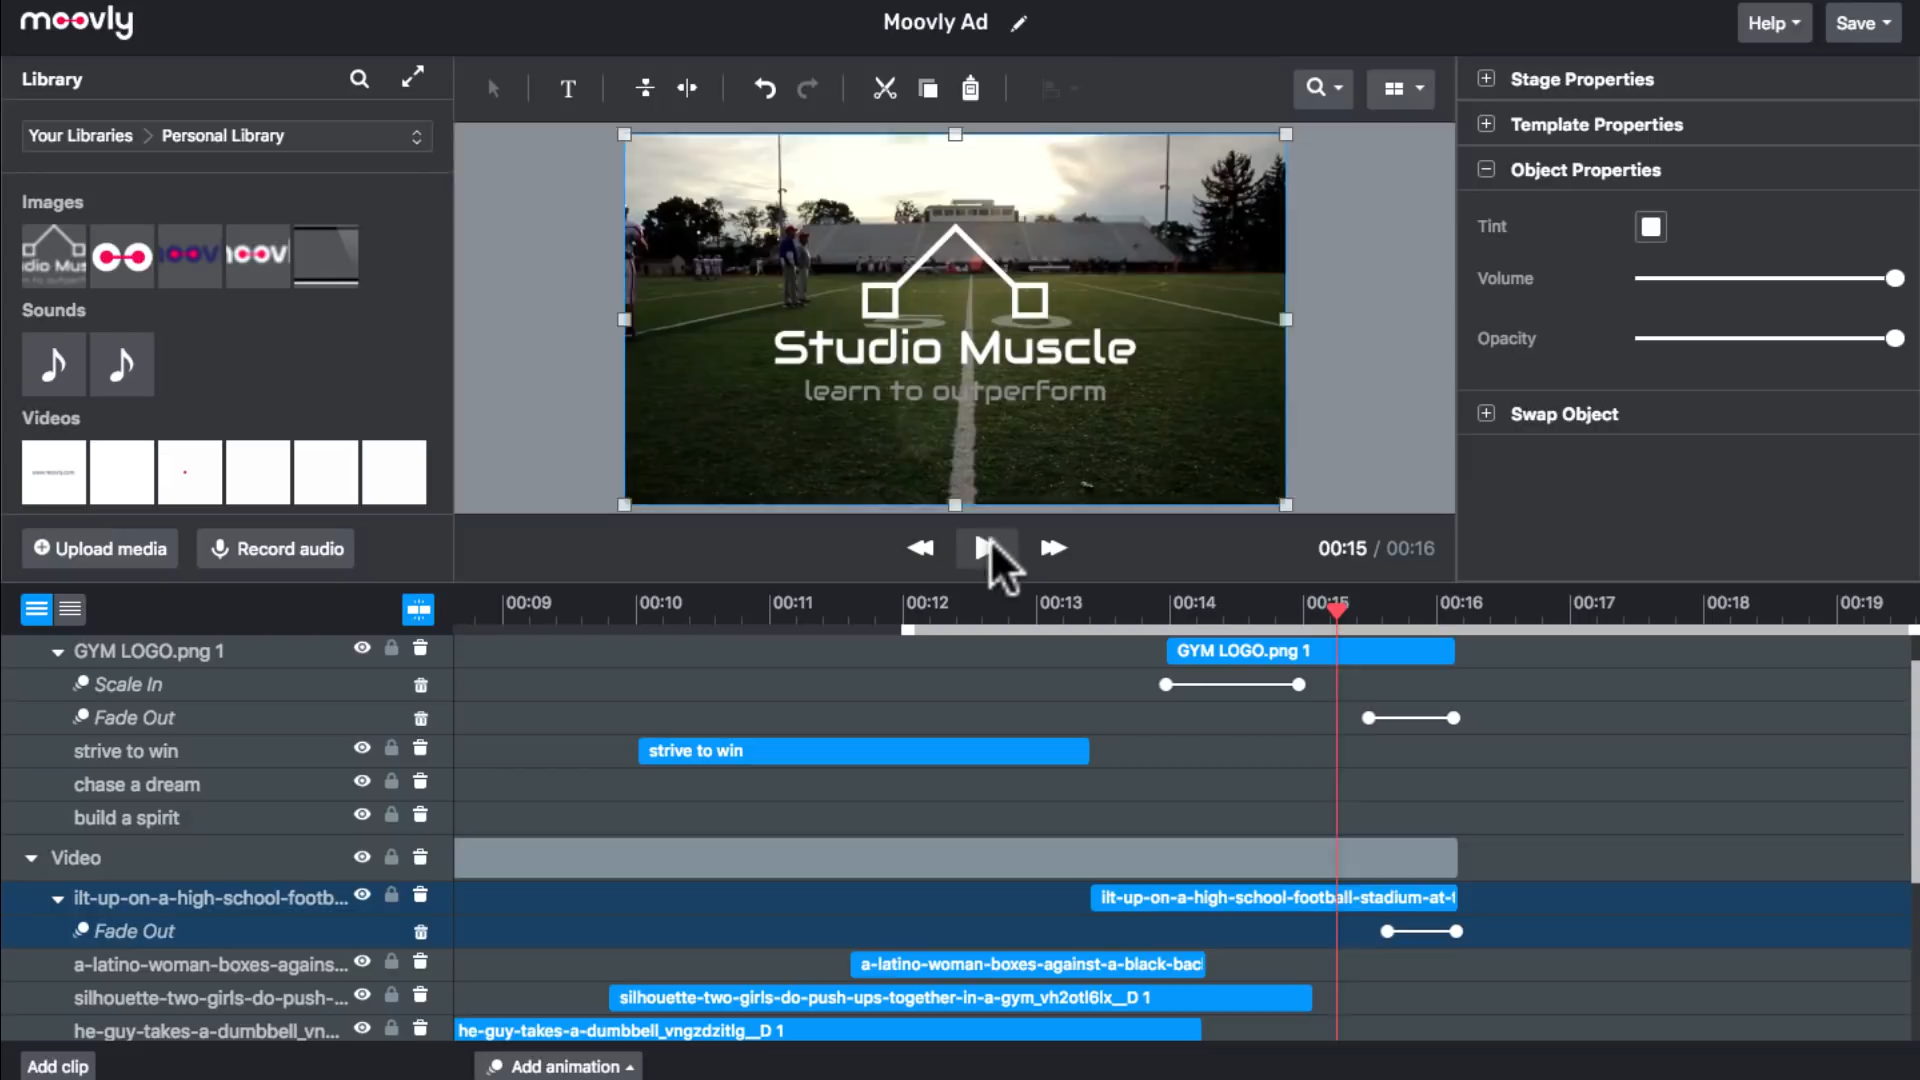 moovly
Moovly Ad
Help
Save
Library
Your Libraries
Personal Library
Images
Sounds
Videos
Upload media
Record audio
T
Studio Muscle
learn to outperform
00:15 / 00:16
Stage Properties
Template Properties
Object Properties
Tint
Volume
Opacity
Swap Object
00:09
00:10
00:11
00:12
00:13
00:14
00:15
00:16
00:17
00:18
00:19
GYM LOGO.png 1
GYM LOGO.png 1
Scale In
Fade Out
strive to win
strive to win
chase a dream
build a spirit
Video
ilt-up-on-a-high-school-footb...
ilt-up-on-a-high-school-football-stadium-at-t
Fade Out
a-latino-woman-boxes-agains...
a-latino-woman-boxes-against-a-black-bac
silhouette-two-girls-do-push-...
silhouette-two-girls-do-push-ups-together-in-a-gym_vh2otl6lx__D 1
he-guy-takes-a-dumbbell_vn...
he-guy-takes-a-dumbbell_vngzdzitlg__D 1
Add clip
Add animation